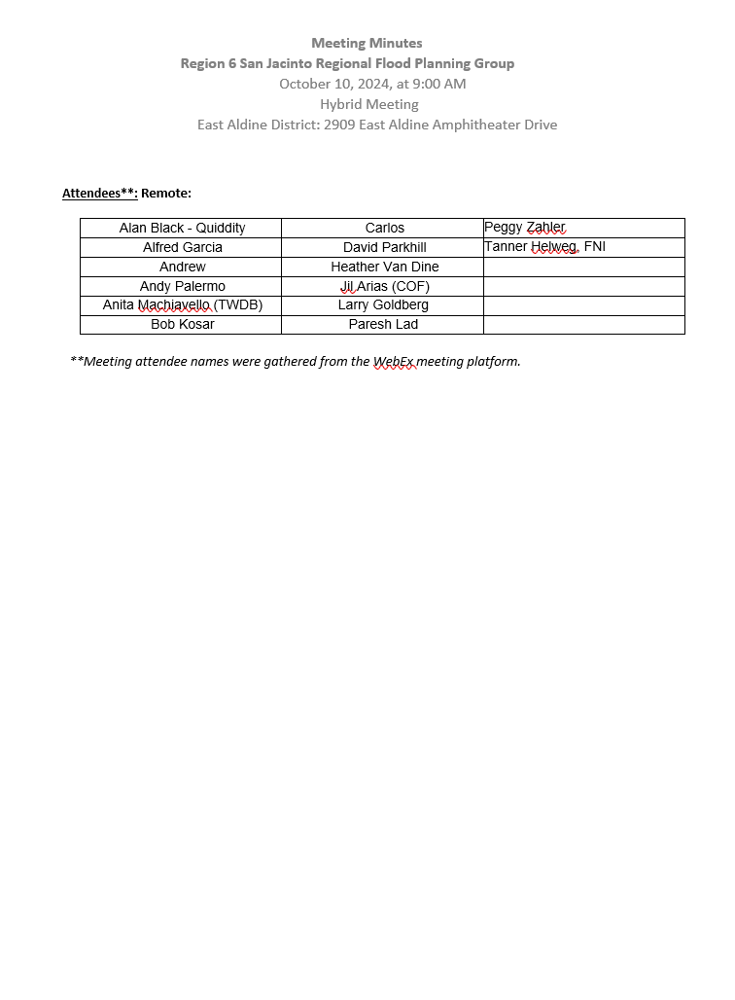 Meeting Minutes
Region 6 San Jacinto Regional Flood Planning Group
October 10, 2024, at 9:00 AM
Hybrid Meeting
East Aldine District: 2909 East Aldine Amphitheater Drive
Attendees**: Remote:
Alan Black - Quiddity Carlos Peggy Zahler
Alfred Garcia David Parkhill Tanner Helweg, FNI
Andrew Heather Van Dine
Andy Palermo Jil Arias (COF)
Anita Machiavello (TWDB) Larry Goldberg
Bob Kosar Paresh Lad
**Meeting attendee names were gathered from the WebEx meeting platform.